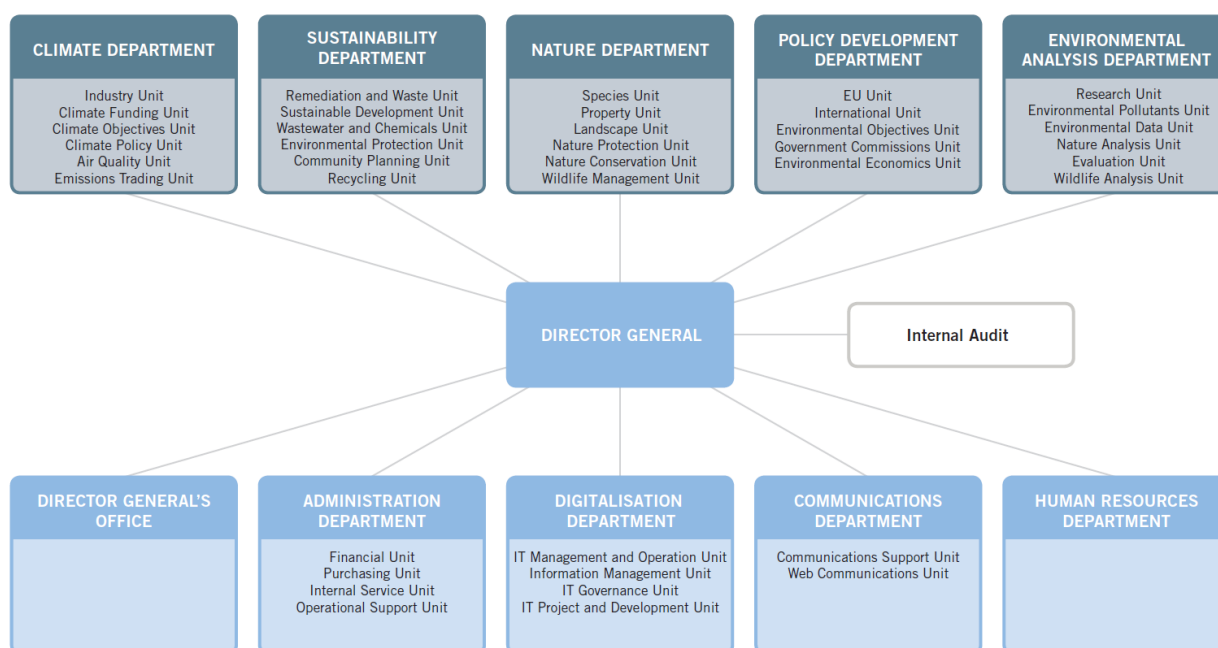 CLIMATE DEPARTMENT
Industry Unit
Climate Funding Unit
Climate Objectives Unit
Climate Policy Unit
Air Quality Unit
Emissions Trading Unit
SUSTAINABILITY
DEPARTMENT
Remediation and Waste Unit
Sustainable Development Unit
Wastewater and Chemicals Unit
Environmental Protection Unit
Community Planning Unit
Recycling Unit
NATURE DEPARTMENT
Species Unit
Property Unit
Landscape Unit
Nature Protection Unit
Nature Conservation Unit
Wildlife Management Unit
POLICY DEVELOPMENT
DEPARTMENT
EU Unit
International Unit
Environmental Objectives Unit
Government Commissions Unit
Environmental Economics Unit
ENVIRONMENTAL
ANALYSIS DEPARTMENT
Research Unit
Environmental Pollutants Unit
Environmental Data Unit
Nature Analysis Unit
Evaluation Unit
Wildlife Analysis Unit
DIRECTOR GENERAL
Internal Audit
DIRECTOR GENERAL'S
OFFICE
ADMINISTRATION
DEPARTMENT
Financial Unit
Purchasing Unit
Internal Service Unit
Operational Support Unit
DIGITALISATION
DEPARTMENT
IT Management and Operation Unit
Information Management Unit
IT Governance Unit
IT Project and Development Unit
COMMUNICATIONS
DEPARTMENT
Communications Support Unit
Web Communications Unit
HUMAN RESOURCES
DEPARTMENT